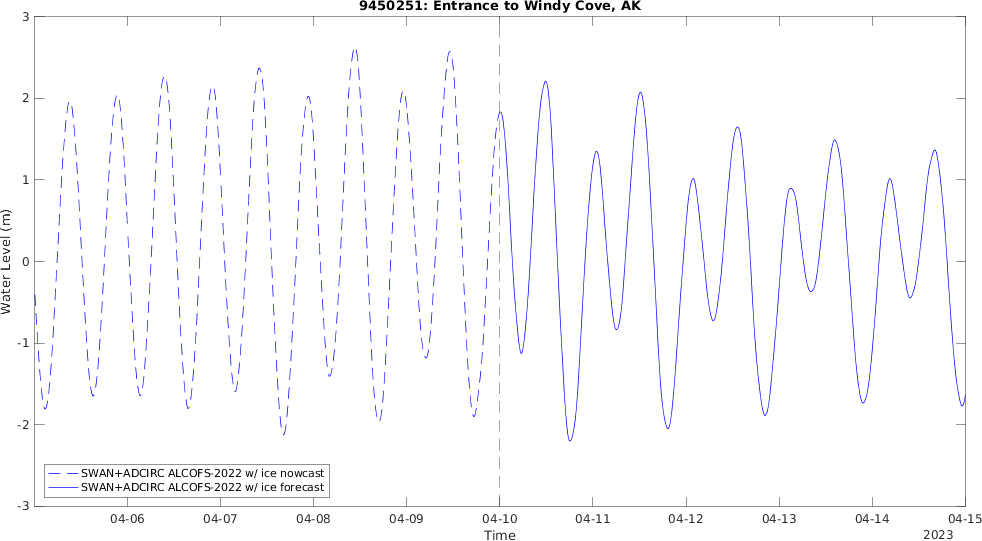 9450251: Entrance to Windy Cove, AK
3
2
1
0
-1
-2
-3
Water Level (m)
SWAN+ADCIRC ALCOFS-2022 w/ ice nowcast
SWAN+ADCIRC ALCOFS-2022 w/ ice forecast
04-06 04-07 04-08 04-09 04-10 04-11 04-12 04-13 04-14 04-15
Time
2023